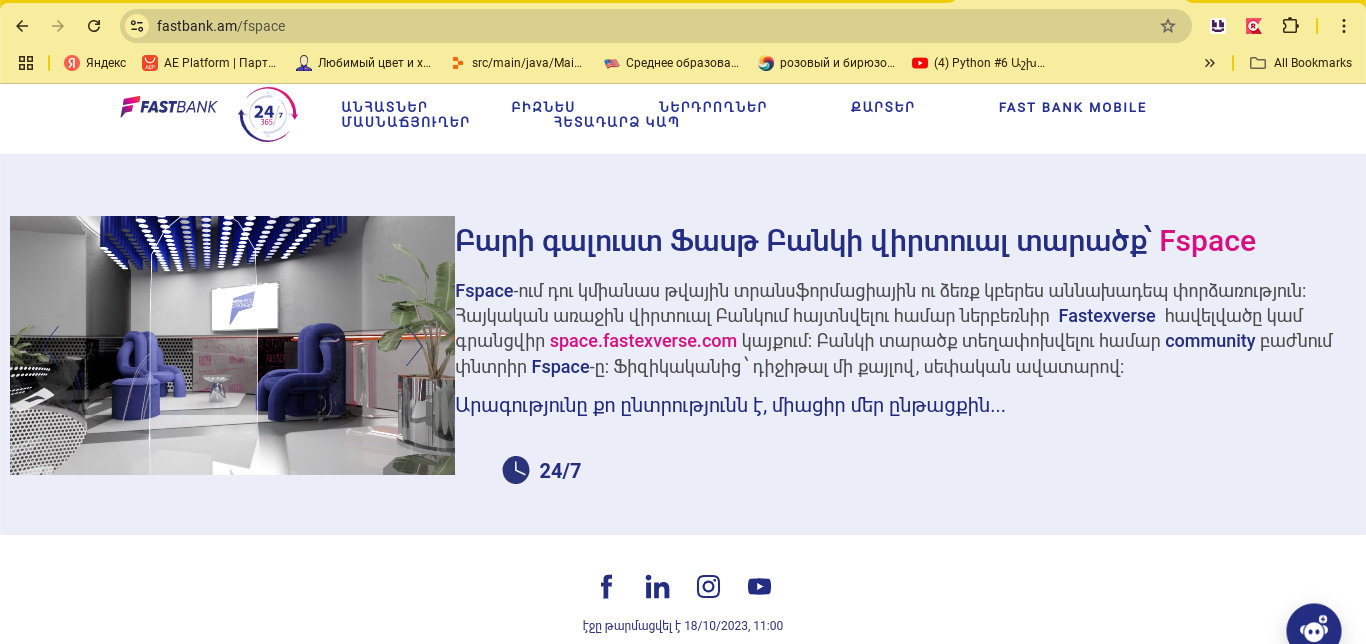 fastbank.am/fspace
Яндекс AE Platform | Парт... Любимый цвет и х... src/main/java/Mai... Среднее образова... розовый и бирюзо... (4) Python #6 Աշխ... All Bookmarks
FASTBANK 24/7 365 ԱՆՀԱՏՆԵՐ ԲԻԶՆԵՍ ՆԵՐԴՐՈՂՆԵՐ ՔԱՐՏԵՐ FAST BANK MOBILE
ՄԱՍՆԱՃՅՈՒՂԵՐ ՀԵՏԱԴԱՐՁ ԿԱՊ
Բարի գալուստ Ֆասթ Բանկի վիրտուալ տարածք՝ Fspace
Fspace-ում դու կմիանաս թվային տրանսֆորմացիային ու ձեռք կբերես աննախադեպ փորձառություն:
Հայկական առաջին վիրտուալ Բանկում հայտնվելու համար ներբեռնիր Fastexverse հավելվածը կամ
գրանցվիր space.fastexverse.com կայքում: Բանկի տարածք տեղափոխվելու համար community բաժնում
փնտրիր Fspace-ը: Ֆիզիկականից՝ դիջիթալ մի քայլով, սեփական ավատարով:
Արագությունը քո ընտրությունն է, միացիր մեր ընթացքին...
24/7
էջը թարմացվել է 18/10/2023, 11:00